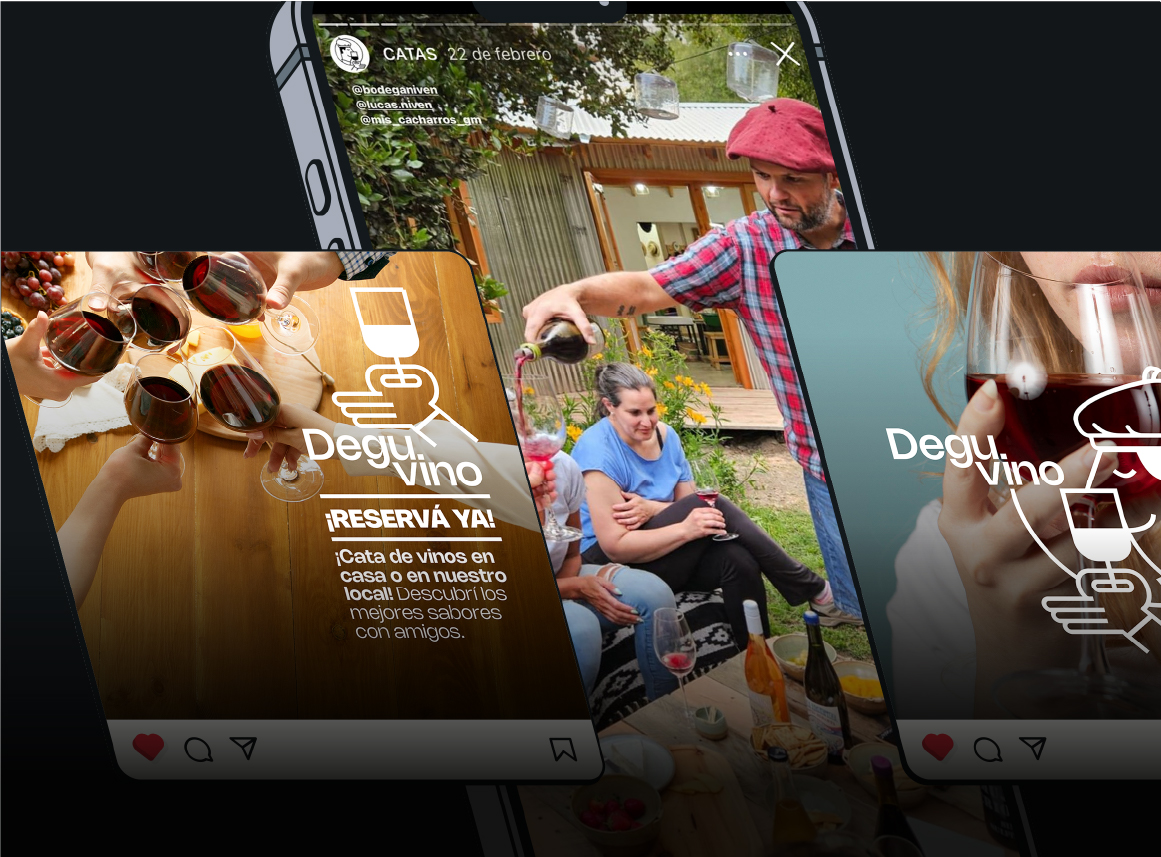 CATAS 22 de febrero
@bodeganiven
@lucas.niven
@mis_cacharros_gm
Degu.
vino
¡RESERVÁ YA!
¡Cata de vinos en
casa o en nuestro
local! Descubrí los
mejores sabores
con amigos.
Degu.
vino